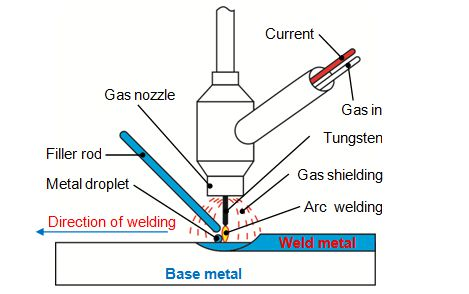 Current
Gas nozzle
Gas in
Tungsten
Filler rod
Gas shielding
Metal droplet
Arc welding
Direction of welding
Weld metal
Base metal